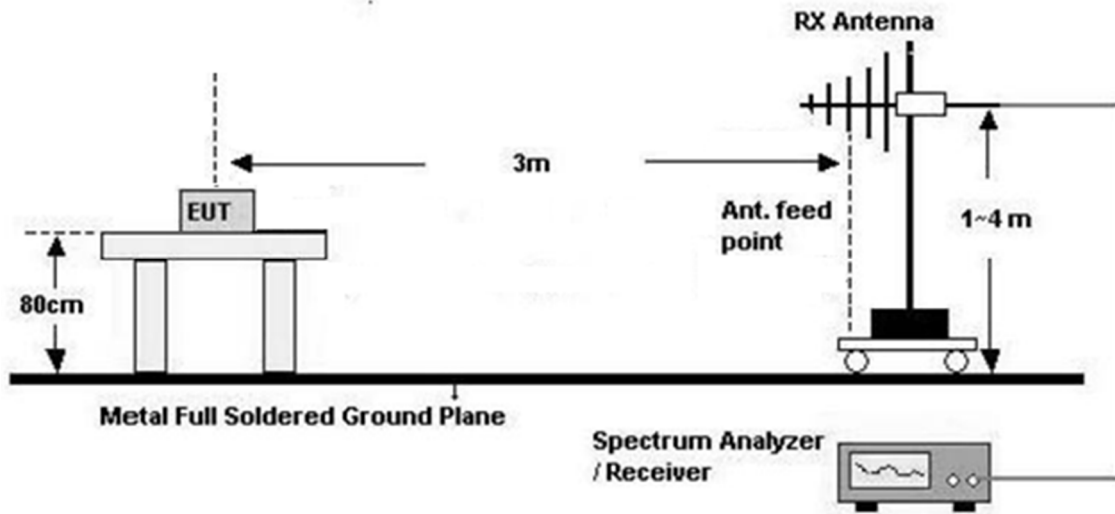 RX Antenna
3m
EUT
Ant. feed
point
1~4 m
80cm
Metal Full Soldered Ground Plane
Spectrum Analyzer
/ Receiver